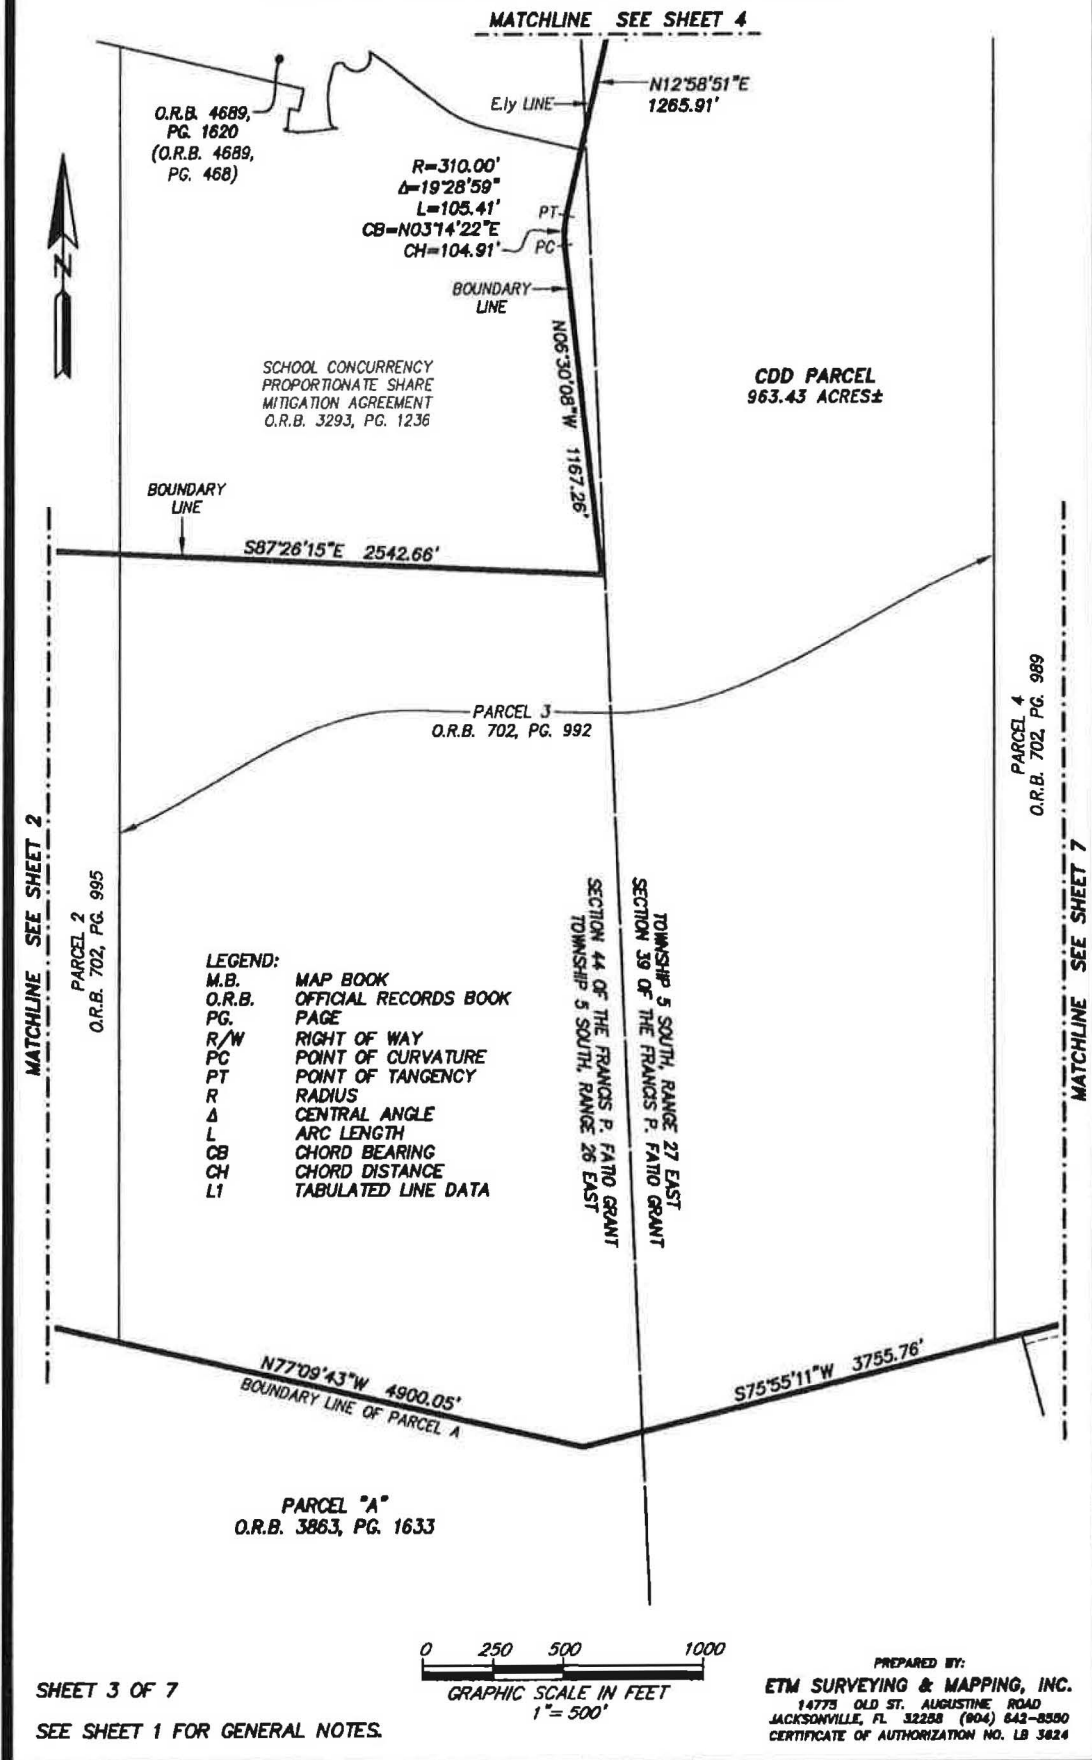 MATCHLINE SEE SHEET 4
N12°58'51"E
1265.91'
E.ly LINE
O.R.B. 4689,
PG. 1620
(O.R.B. 4689,
PG. 468)
R=310.00'
Δ=19°28'59"
L=105.41'
CB=N03°14'22"E
CH=104.91'
PT
PC
BOUNDARY
LINE
N
N06°30'08"W 1167.26'
SCHOOL CONCURRENCY
PROPORTIONATE SHARE
MITIGATION AGREEMENT
O.R.B. 3293, PG. 1236
CDD PARCEL
963.43 ACRES±
BOUNDARY
LINE
S87°26'15"E 2542.66'
PARCEL 3
O.R.B. 702, PG. 992
PARCEL 4
O.R.B. 702, PG. 989
MATCHLINE SEE SHEET 2
PARCEL 2
O.R.B. 702, PG. 995
MATCHLINE SEE SHEET 7
TOWNSHIP 5 SOUTH, RANGE 27 EAST
SECTION 39 OF THE FRANCIS P. FATIO GRANT
SECTION 44 OF THE FRANCIS P. FATIO GRANT
TOWNSHIP 5 SOUTH, RANGE 26 EAST
LEGEND:
M.B. MAP BOOK
O.R.B. OFFICIAL RECORDS BOOK
PG. PAGE
R/W RIGHT OF WAY
PC POINT OF CURVATURE
PT POINT OF TANGENCY
R RADIUS
Δ CENTRAL ANGLE
L ARC LENGTH
CB CHORD BEARING
CH CHORD DISTANCE
L1 TABULATED LINE DATA
N77°09'43"W 4900.05'
BOUNDARY LINE OF PARCEL A
S75°55'11"W 3755.76'
PARCEL "A"
O.R.B. 3863, PG. 1633
0 250 500 1000
GRAPHIC SCALE IN FEET
1"= 500'
SHEET 3 OF 7
SEE SHEET 1 FOR GENERAL NOTES.
PREPARED BY:
ETM SURVEYING & MAPPING, INC.
14775 OLD ST. AUGUSTINE ROAD
JACKSONVILLE, FL 32258 (904) 642-8550
CERTIFICATE OF AUTHORIZATION NO. LB 3624